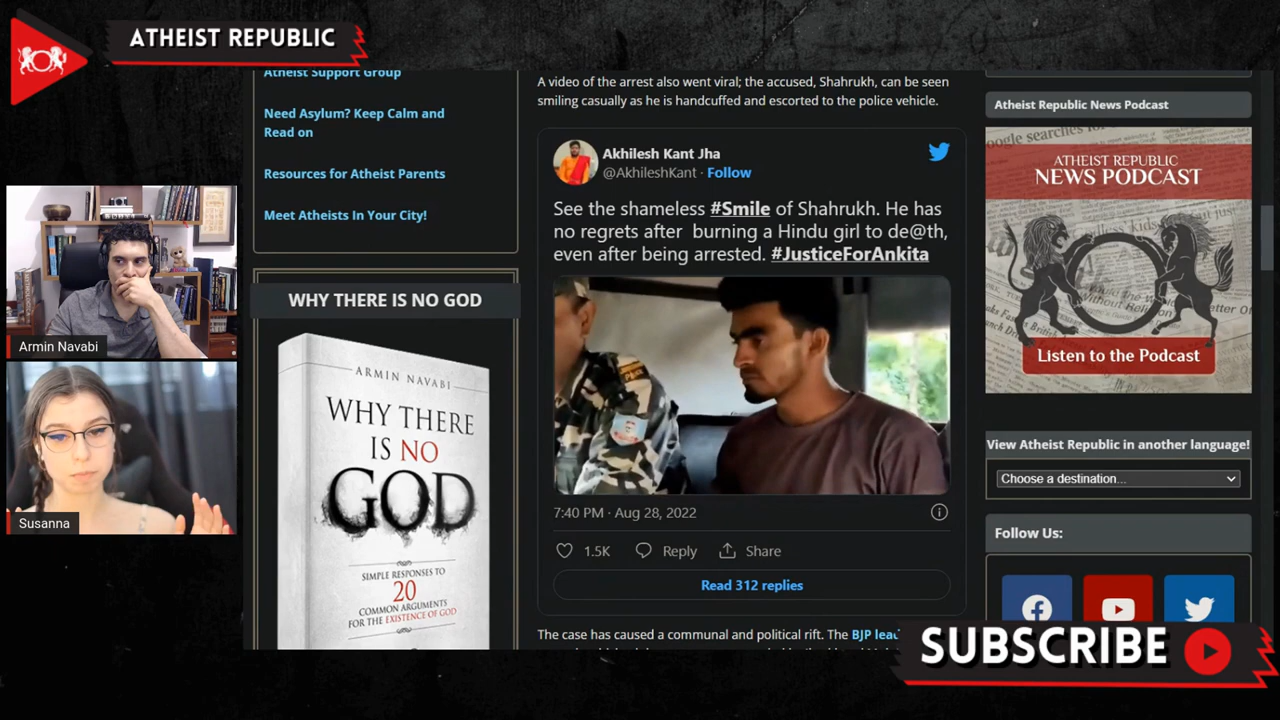 ATHEIST REPUBLIC
Armin Navabi
Susanna
Atheist Support Group
Need Asylum? Keep Calm and
Read on
Resources for Atheist Parents
Meet Atheists In Your City!
WHY THERE IS NO GOD
ARMIN NAVABI
WHY THERE
IS NO
GOD
SIMPLE RESPONSES TO
20
COMMON ARGUMENTS
FOR THE EXISTENCE OF GOD
A video of the arrest also went viral; the accused, Shahrukh, can be seen
smiling casually as he is handcuffed and escorted to the police vehicle.
Akhilesh Kant Jha
@AkhileshKant · Follow
See the shameless #Smile of Shahrukh. He has
no regrets after burning a Hindu girl to de@th,
even after being arrested. #JusticeForAnkita
7:40 PM · Aug 28, 2022
1.5K Reply Share
Read 312 replies
The case has caused a communal and political rift. The BJP
Atheist Republic News Podcast
ATHEIST REPUBLIC
NEWS PODCAST
Listen to the Podcast
View Atheist Republic in another language!
Choose a destination...
Follow Us:
SUBSCRIBE